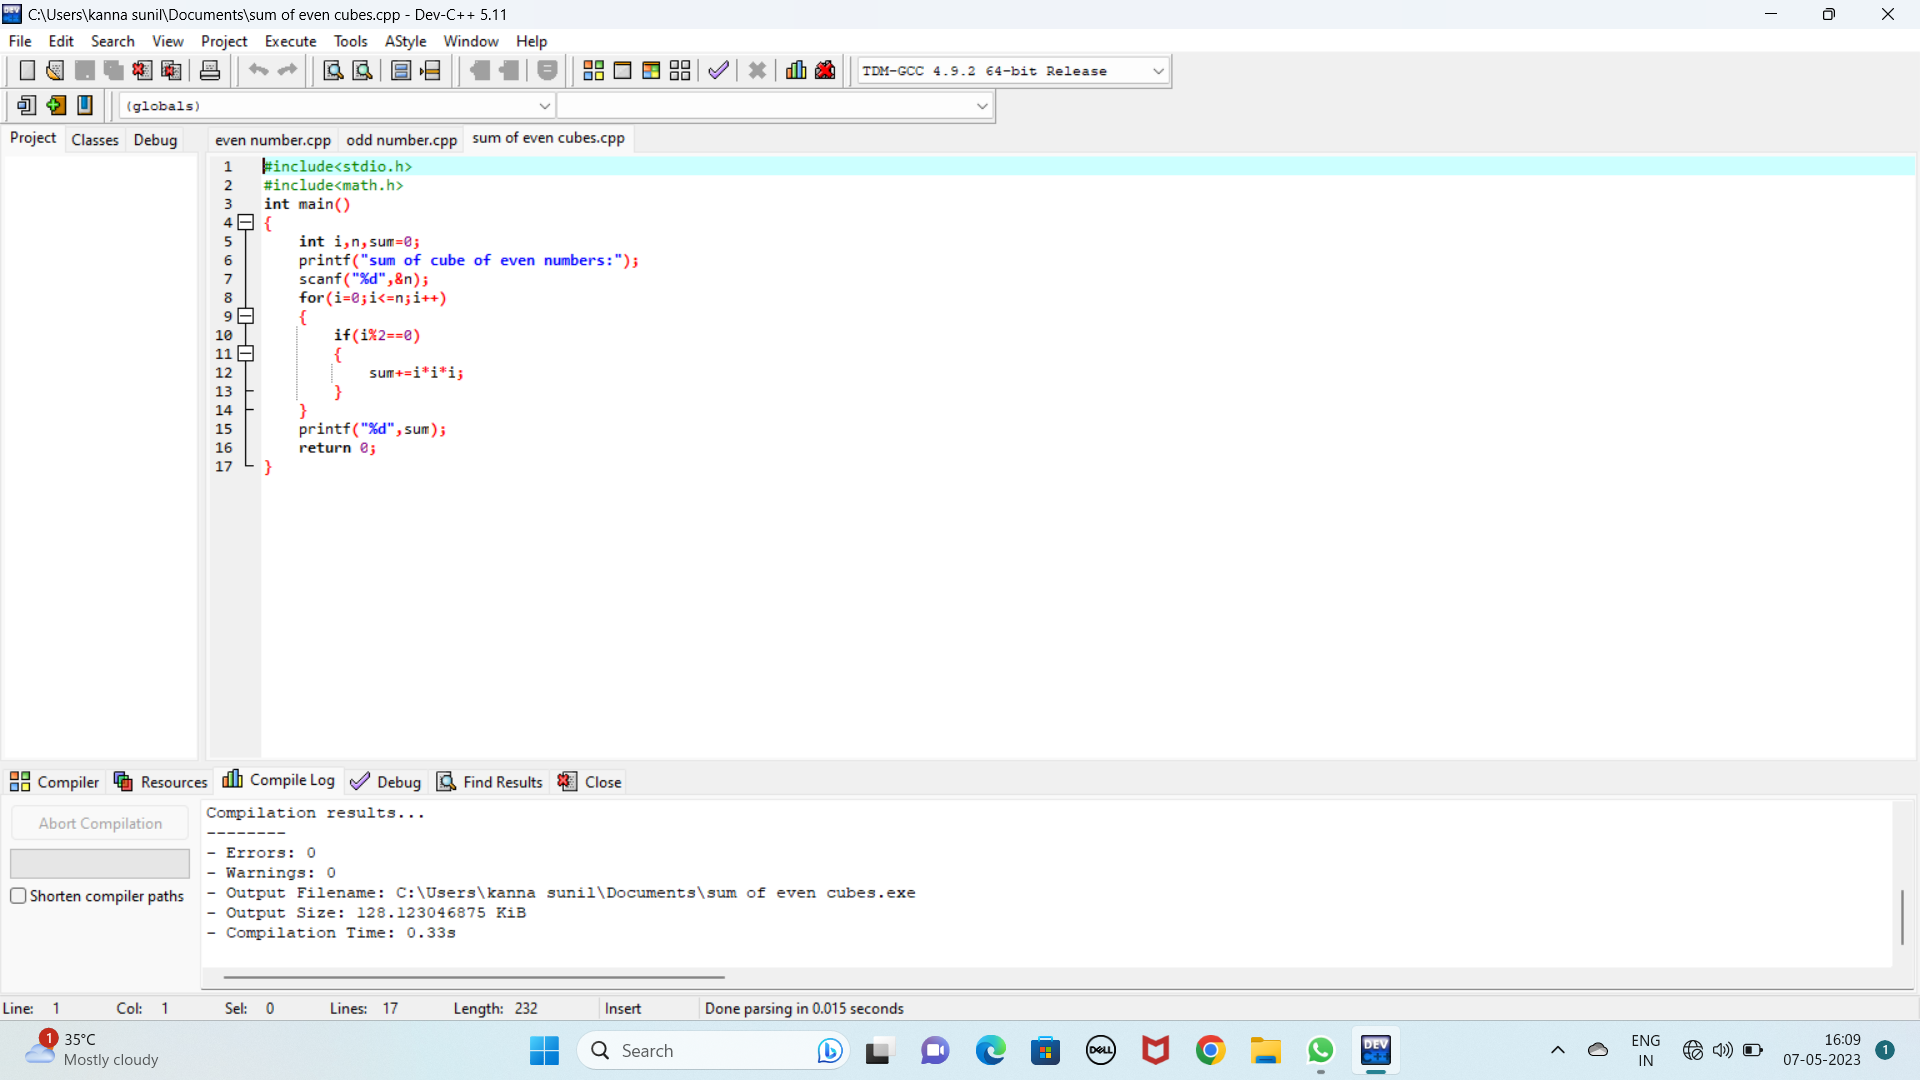 C:\Users\kanna sunil\Documents\sum of even cubes.cpp - Dev-C++ 5.11
File Edit Search View Project Execute Tools AStyle Window Help
TDM-GCC 4.9.2 64-bit Release
(globals)
Project Classes Debug even number.cpp odd number.cpp sum of even cubes.cpp
1 #include<stdio.h>
2 #include<math.h>
3 int main()
4 {
5 int i,n,sum=0;
6 printf("sum of cube of even numbers:");
7 scanf("%d",&n);
8 for(i=0;i<=n;i++)
9 {
10 if(i%2==0)
11 {
12 sum+=i*i*i;
13 }
14 }
15 printf("%d",sum);
16 return 0;
17 }
Compiler Resources Compile Log Debug Find Results Close
Abort Compilation
Shorten compiler paths
Compilation results...
--------
- Errors: 0
- Warnings: 0
- Output Filename: C:\Users\kanna sunil\Documents\sum of even cubes.exe
- Output Size: 128.123046875 KiB
- Compilation Time: 0.33s
Line: 1 Col: 1 Sel: 0 Lines: 17 Length: 232 Insert Done parsing in 0.015 seconds
1 35°C
Mostly cloudy
Search
DELL
DEV C++
ENG
IN
16:09
07-05-2023
1